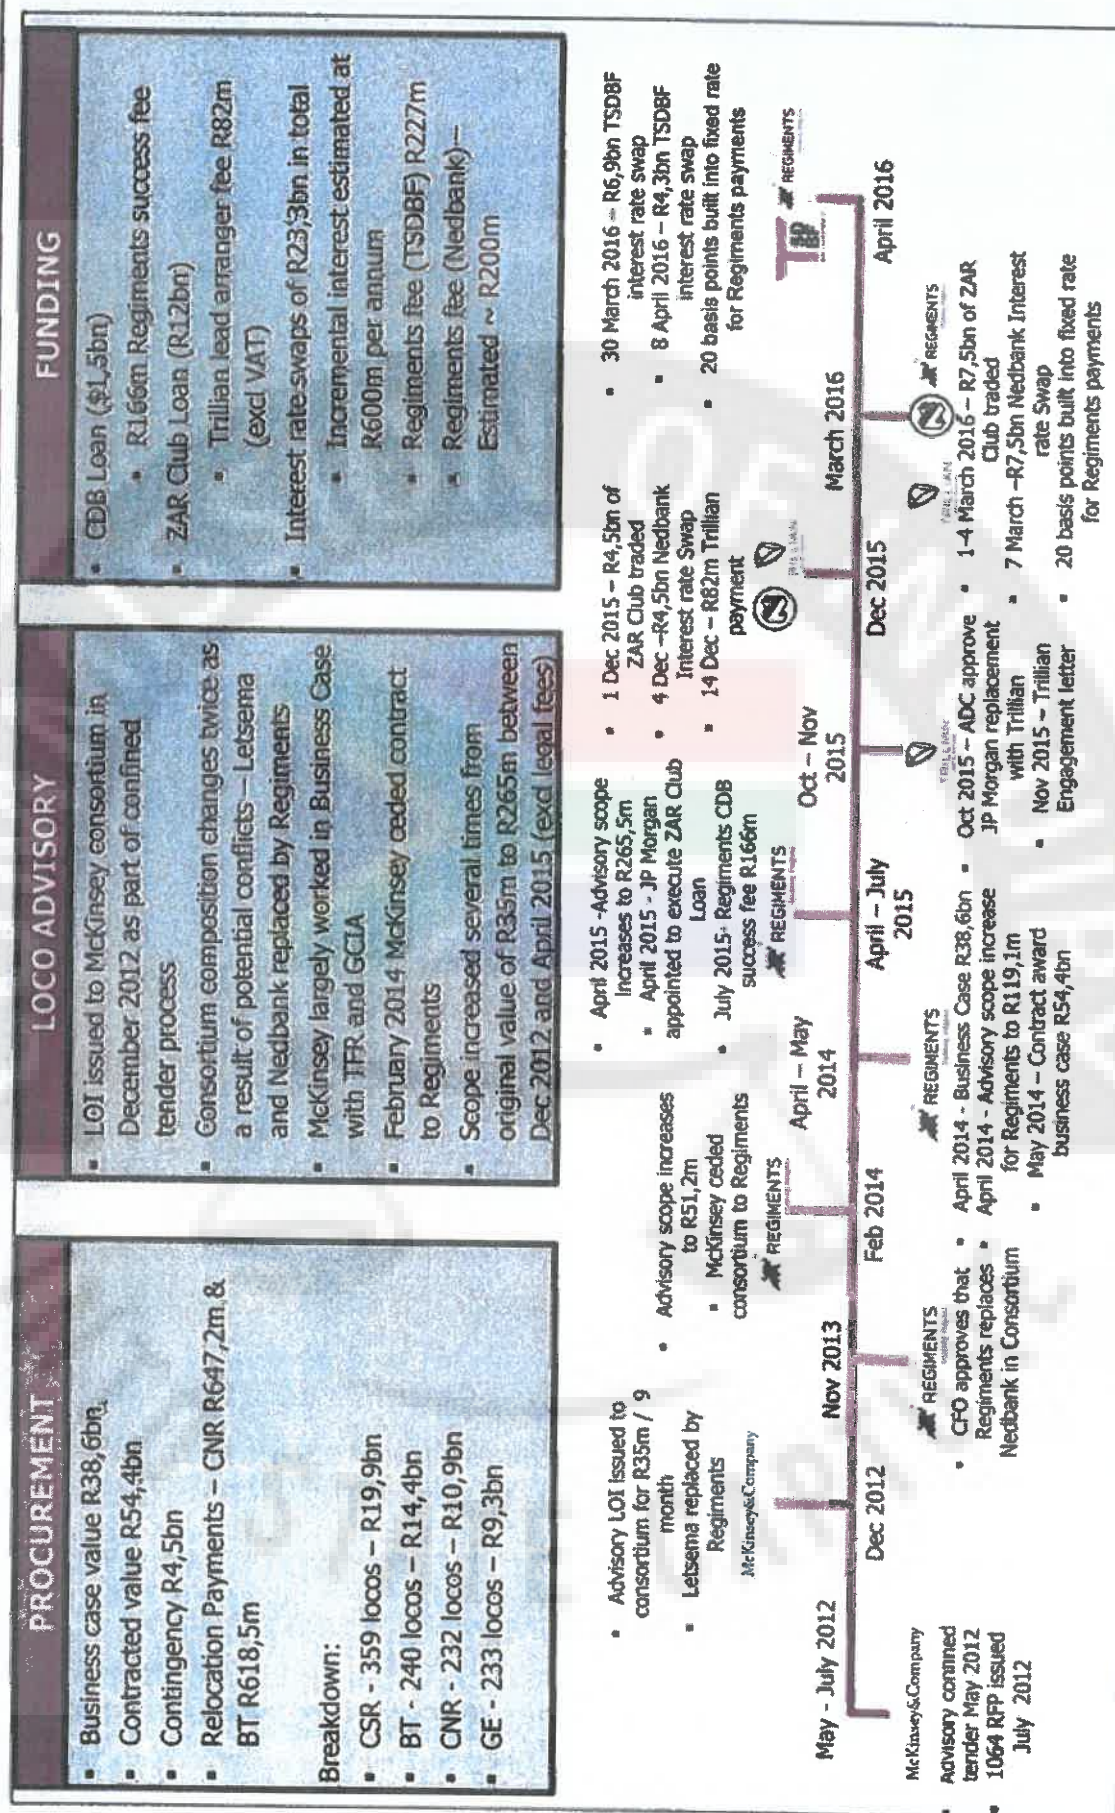 PROCUREMENT
▪ Business case value R38,6bn
▪ Contracted value R54,4bn
▪ Contingency R4,5bn
▪ Relocation Payments – CNR R647,2m &
BT R618,5m
Breakdown:
▪ CSR - 359 locos – R19,9bn
▪ BT - 240 locos – R14,4bn
▪ CNR - 232 locos – R10,9bn
▪ GE - 233 locos – R9,3bn
LOCO ADVISORY
▪ LOI issued to McKinsey consortium in
December 2012 as part of confined
tender process
▪ Consortium composition changes twice as
a result of potential conflicts – Letsema
and Nedbank replaced by Regiments
▪ McKinsey largely worked in Business Case
with TFR and GCIA
▪ February 2014 McKinsey ceded contract
to Regiments
▪ Scope increased several times from
original value of R35m to R265m between
Dec 2012 and April 2015 (excl legal fees)
FUNDING
▪ CDB Loan ($1,5bn)
▪ R166m Regiments success fee
▪ ZAR Club Loan (R12bn)
▪ Trillian lead arranger fee R82m
(excl VAT)
▪ Interest rate swaps of R23,3bn in total
▪ Incremental interest estimated at
R600m per annum
▪ Regiments fee (TSDBF) R227m
▪ Regiments fee (Nedbank)–
Estimated ~ R200m
▪ Advisory LOI issued to
consortium for R35m / 9
month
▪ Letsema replaced by
Regiments
McKinsey&Company
▪ Advisory scope increases
to R51,2m
▪ McKinsey ceded
consortium to Regiments
REGIMENTS
▪ April 2015 -Advisory scope
Increases to R265,5m
▪ April 2015 - JP Morgan
appointed to execute ZAR Club
Loan
▪ July 2015- Regiments CDB
success fee R166m
REGIMENTS
▪ 1 Dec 2015 – R4,5bn of
ZAR Club traded
▪ 4 Dec –R4,5bn Nedbank
Interest rate Swap
▪ 14 Dec – R82m Trillian
payment
▪ 30 March 2016 – R6,9bn TSDBF
interest rate swap
▪ 8 April 2016 – R4,3bn TSDBF
interest rate swap
▪ 20 basis points built into fixed rate
for Regiments payments
REGIMENTS
May - July 2012
Dec 2012
Nov 2013
Feb 2014
April – May
2014
April – July
2015
Oct – Nov
2015
Dec 2015
March 2016
April 2016
McKinsey&Company
▪ Advisory confined
tender May 2012
▪ 1064 RFP issued
July 2012
REGIMENTS
▪ CFO approves that
Regiments replaces
Nedbank in Consortium
REGIMENTS
▪ April 2014 - Business Case R38,6bn
▪ April 2014 - Advisory scope increase
for Regiments to R119,1m
▪ May 2014 – Contract award
business case R54,4bn
TRILLIAN
▪ Oct 2015 – ADC approve
JP Morgan replacement
with Trillian
▪ Nov 2015 – Trillian
Engagement letter
TRILLIAN
REGIMENTS
▪ 1-4 March 2016 – R7,5bn of ZAR
Club traded
▪ 7 March –R7,5bn Nedbank Interest
rate Swap
▪ 20 basis points built into fixed rate
for Regiments payments